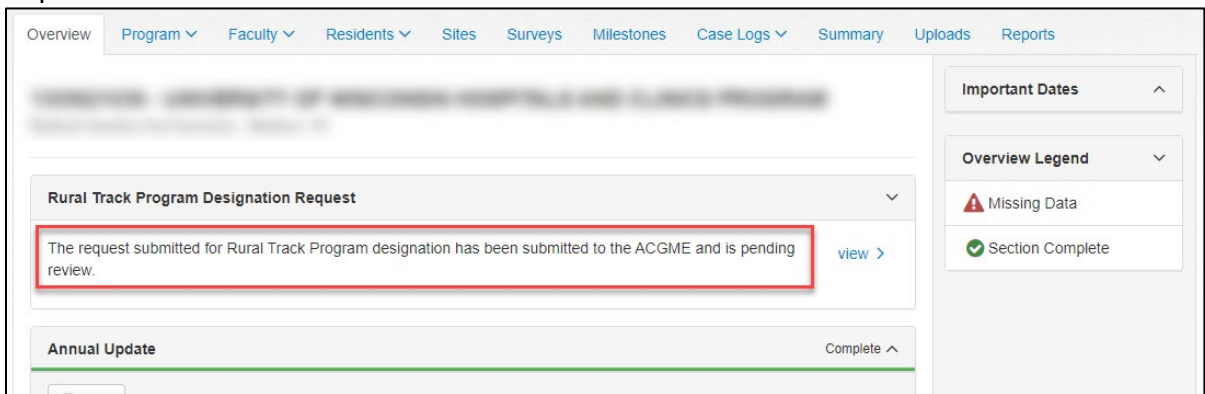 Overview Program Faculty Residents Sites Surveys Milestones Case Logs Summary Uploads Reports
Important Dates
Overview Legend
Missing Data
Section Complete
Rural Track Program Designation Request
The request submitted for Rural Track Program designation has been submitted to the ACGME and is pending
review.
view >
Annual Update Complete